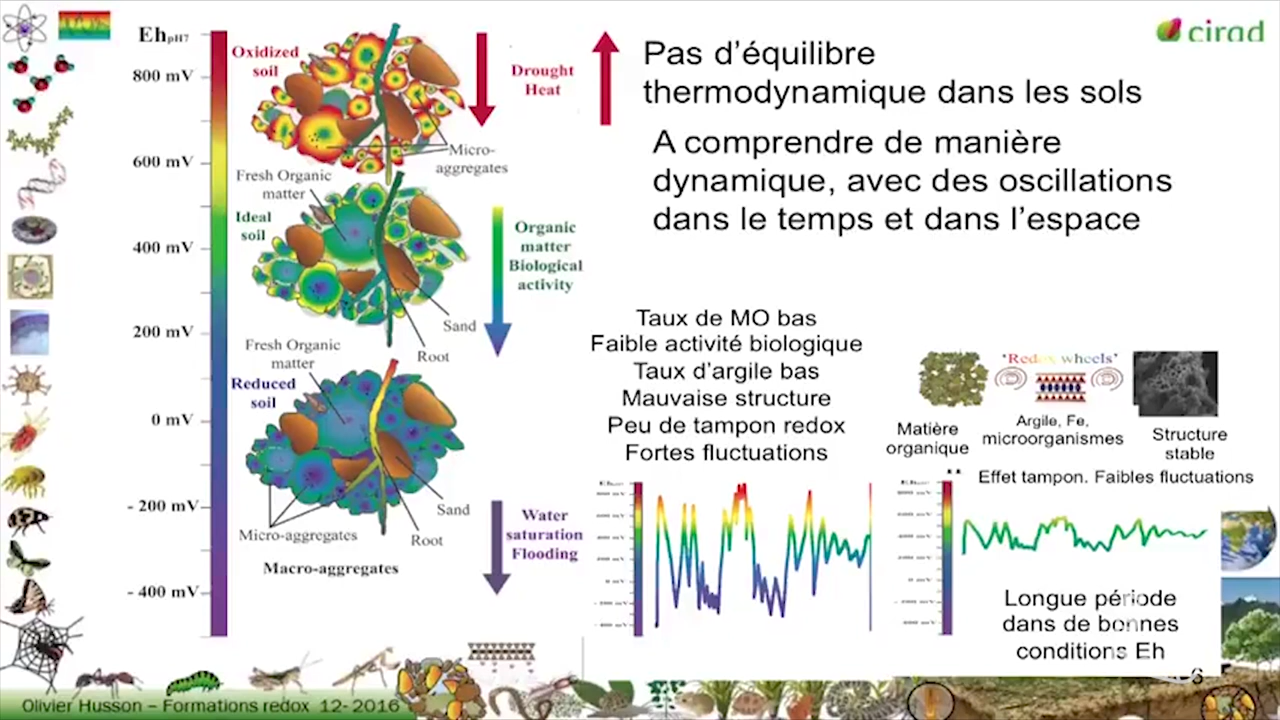 Eh pH7
800 mV
600 mV
400 mV
200 mV
0 mV
- 200 mV
- 400 mV
Oxidized
soil
Drought
Heat
Micro-
aggregates
Fresh Organic
matter
Ideal
soil
Organic
matter
Biological
activity
Sand
Root
Fresh Organic
matter
Reduced
soil
Sand
Root
Micro-aggregates
Macro-aggregates
Water
saturation
Flooding
cirad
Pas d’équilibre
thermodynamique dans les sols
A comprendre de manière
dynamique, avec des oscillations
dans le temps et dans l’espace
Taux de MO bas
Faible activité biologique
Taux d’argile bas
Mauvaise structure
Peu de tampon redox
Fortes fluctuations
‘Redox wheels’
Matière
organique
Argile, Fe,
microorganismes
Structure
stable
Effet tampon. Faibles fluctuations
Longue période
dans de bonnes
conditions Eh
6
Olivier Husson – Formations redox 12- 2016